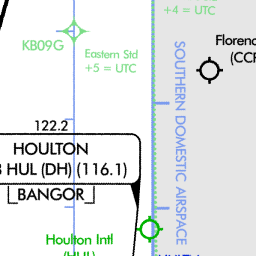 +4 = UTC
KB09G
Eastern Std
+5 = UTC
Florenc
(CCF
SOUTHERN DOMESTIC AIRSPACE
122.2
HOULTON
HUL (DH) (116.1)
BANGOR
Houlton Intl
(HUL)